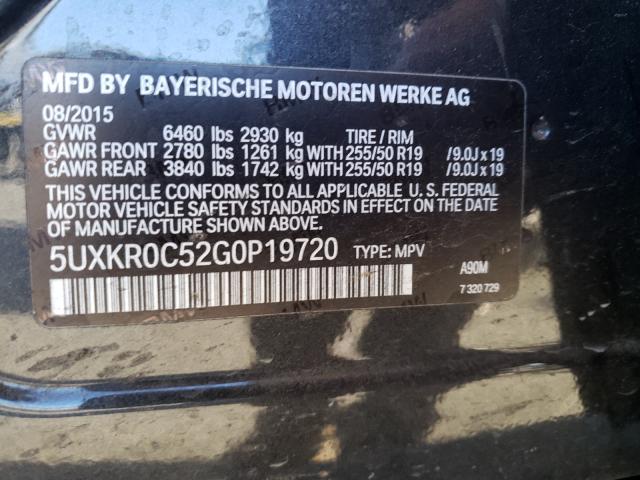 MFD BY BAYERISCHE MOTOREN WERKE AG
08/2015
GVWR 6460 lbs 2930 kg TIRE / RIM
GAWR FRONT 2780 lbs 1261 kg WITH 255/50 R19 /9.0J x 19
GAWR REAR 3840 lbs 1742 kg WITH 255/50 R19 /9.0J x 19
THIS VEHICLE CONFORMS TO ALL APPLICABLE U.S. FEDERAL
MOTOR VEHICLE SAFETY STANDARDS IN EFFECT ON THE DATE
OF MANUFACTURE SHOWN ABOVE.
5UXKR0C52G0P19720 TYPE: MPV
A90M
7 320 729